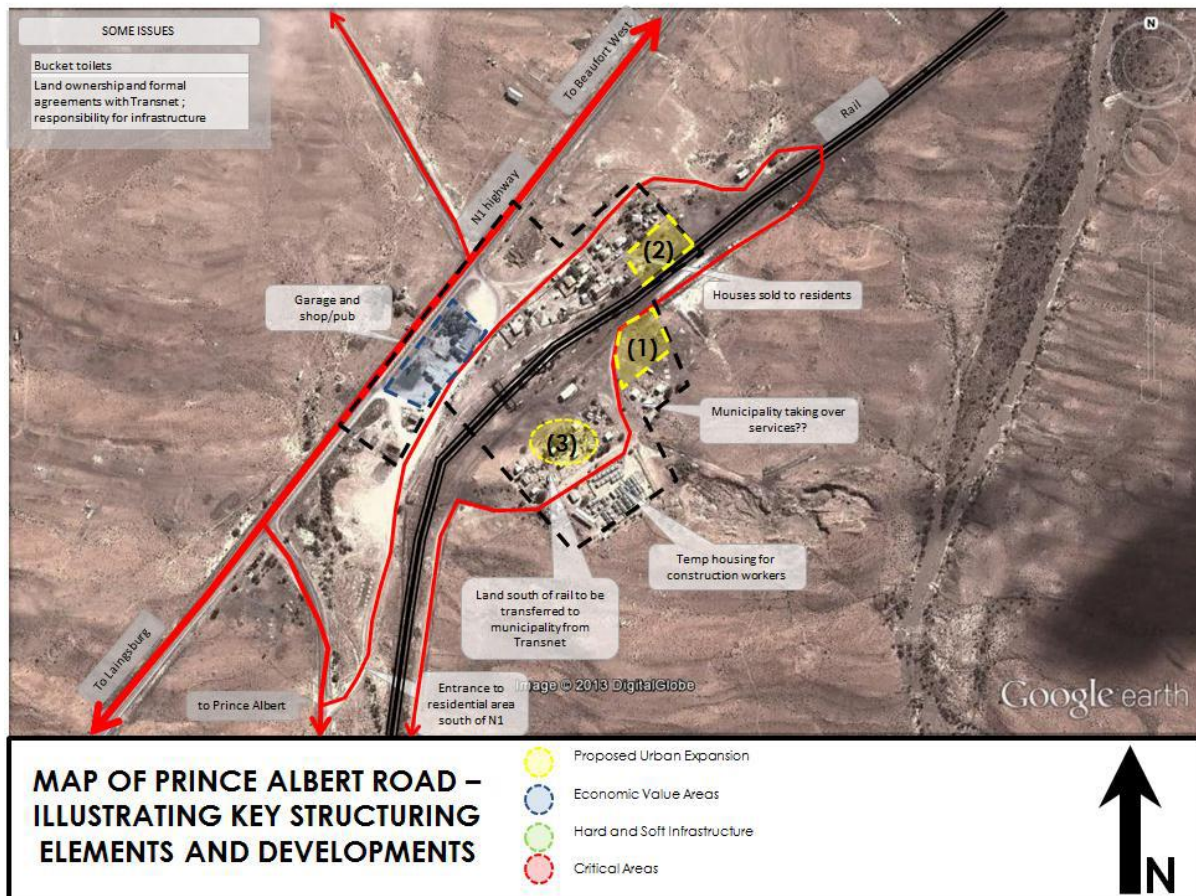 SOME ISSUES
Bucket toilets
Land ownership and formal
agreements with Transnet ;
responsibility for infrastructure
To Beaufort West
N
Rail
N1 highway
(2)
Garage and
shop/pub
Houses sold to residents
(1)
Municipality taking over
services??
(3)
Temp housing for
construction workers
Land south of rail to be
transferred to
municipality from
Transnet
To Laingsburg
to Prince Albert
Entrance to
residential area
south of N1
Image © 2013 DigitalGlobe
Google earth
MAP OF PRINCE ALBERT ROAD –
ILLUSTRATING KEY STRUCTURING
ELEMENTS AND DEVELOPMENTS
Proposed Urban Expansion
Economic Value Areas
Hard and Soft Infrastructure
Critical Areas
N